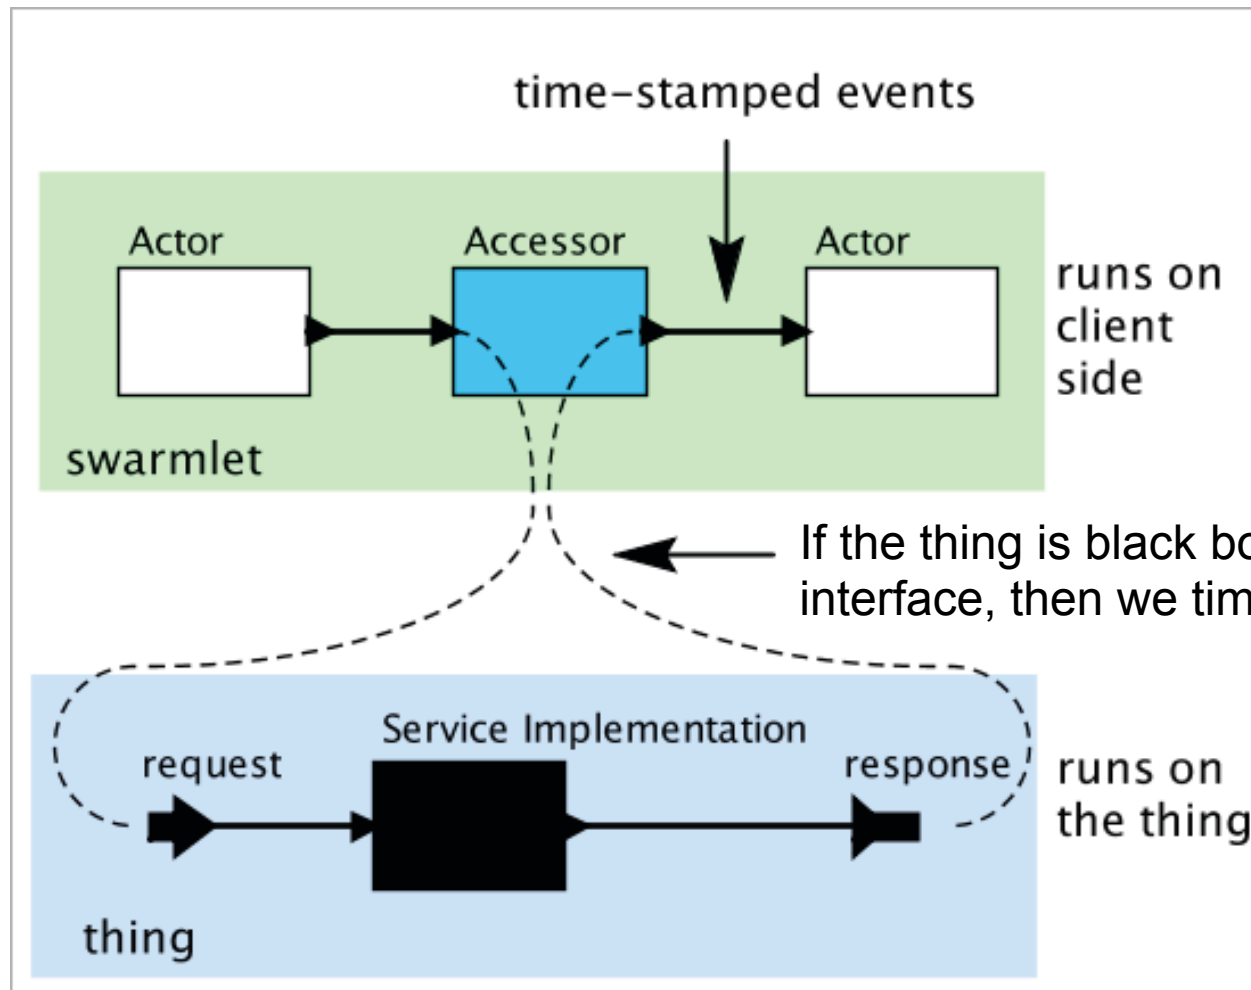 time-stamped events
Actor
Accessor
Actor
runs on
client
side
swarmlet
If the thing is black
interface, then we
Service Implementation
request
response
runs on
the thing
thing